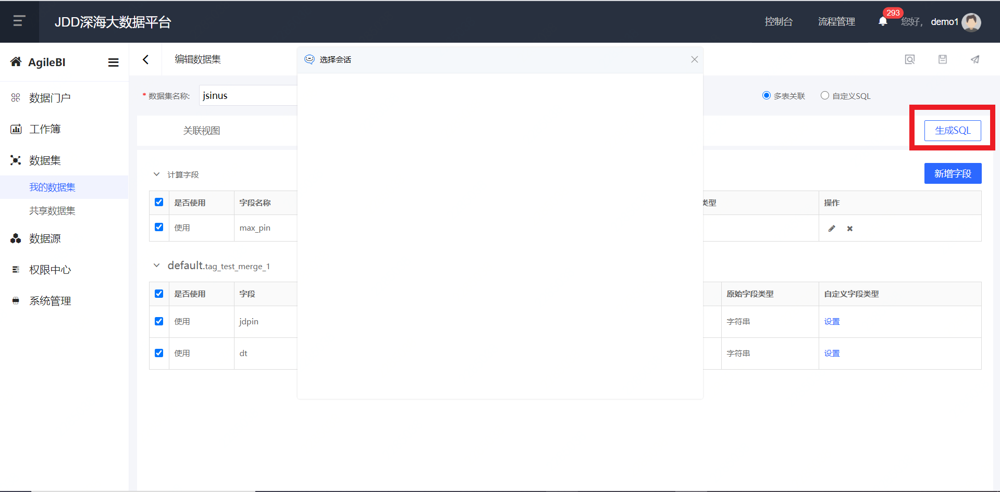 JDD深海大数据平台
控制台
流程管理
293
您好,
demo1
AgileBI
编辑数据集
选择会话
数据门户
工作簿
数据集
我的数据集
共享数据集
数据源
权限中心
系统管理
* 数据集名称:
jsinus
多表关联
自定义SQL
关联视图
生成SQL
计算字段
新增字段
是否使用
字段名称
类型
操作
使用
max_pin
default.tag_test_merge_1
是否使用
字段
原始字段类型
自定义字段类型
使用
jdpin
字符串
设置
使用
dt
字符串
设置